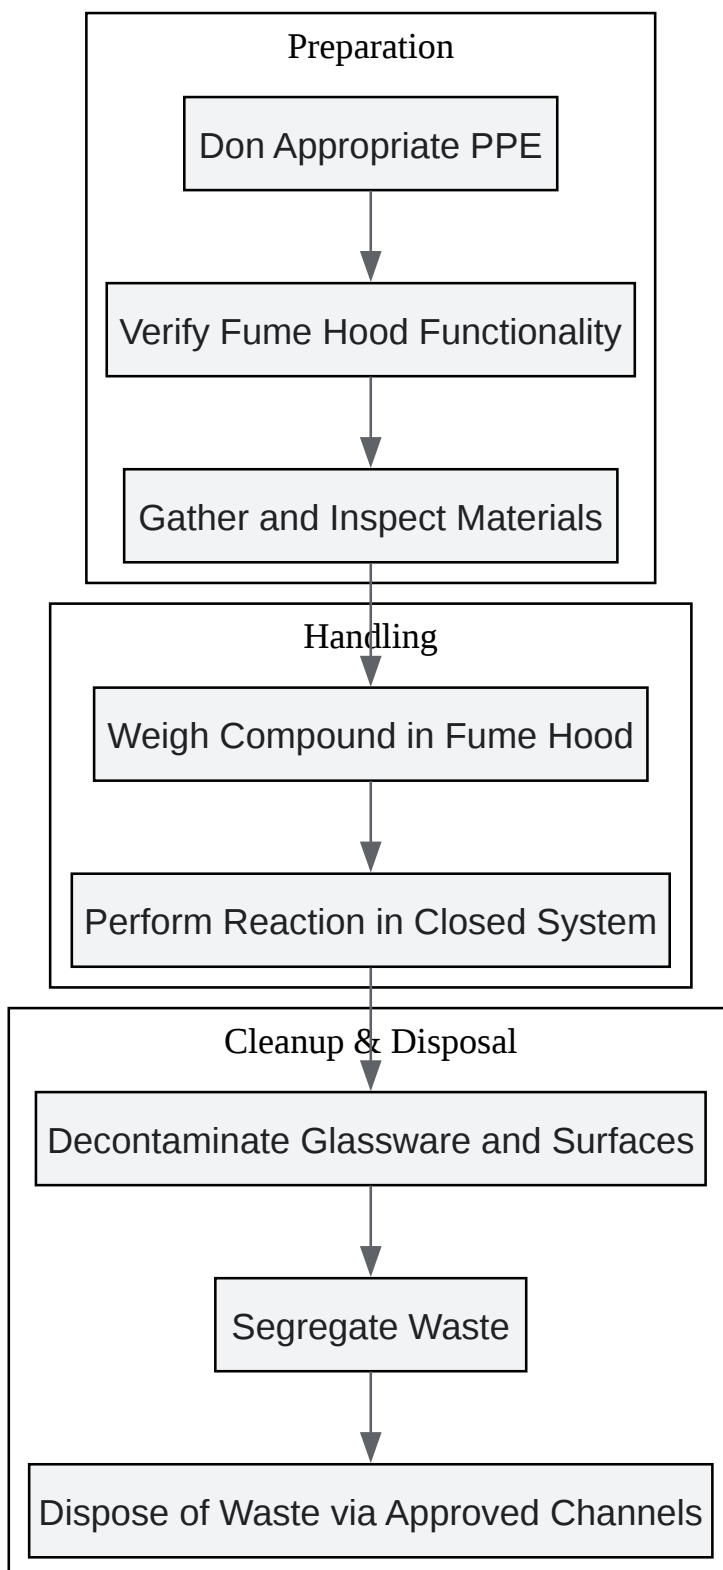 Preparation
Don Appropriate PPE
Verify Fume Hood Functionality
Gather and Inspect Materials
Handling
Weigh Compound in Fume Hood
Perform Reaction in Closed System
Cleanup & Disposal
Decontaminate Glassware and Surfaces
Segregate Waste
Dispose of Waste via Approved Channels